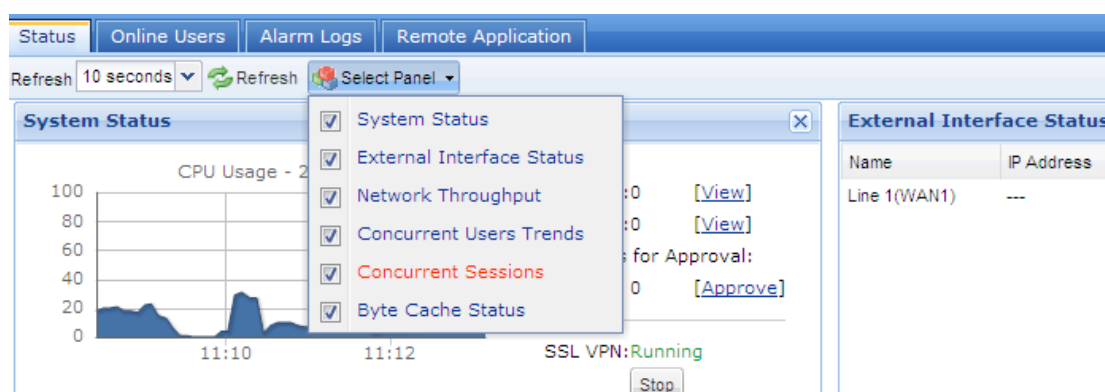 Status Online Users Alarm Logs Remote Application
Refresh 10 seconds Refresh Select Panel
System Status
System Status
External Interface Status
Network Throughput
Concurrent Users Trends
Concurrent Sessions
Byte Cache Status
CPU Usage - 2
100
80
60
40
20
0
11:10 11:12
:0 [View]
:0 [View]
for Approval:
0 [Approve]
SSL VPN:Running
Stop
External Interface Status
Name IP Address
Line 1(WAN1) ---